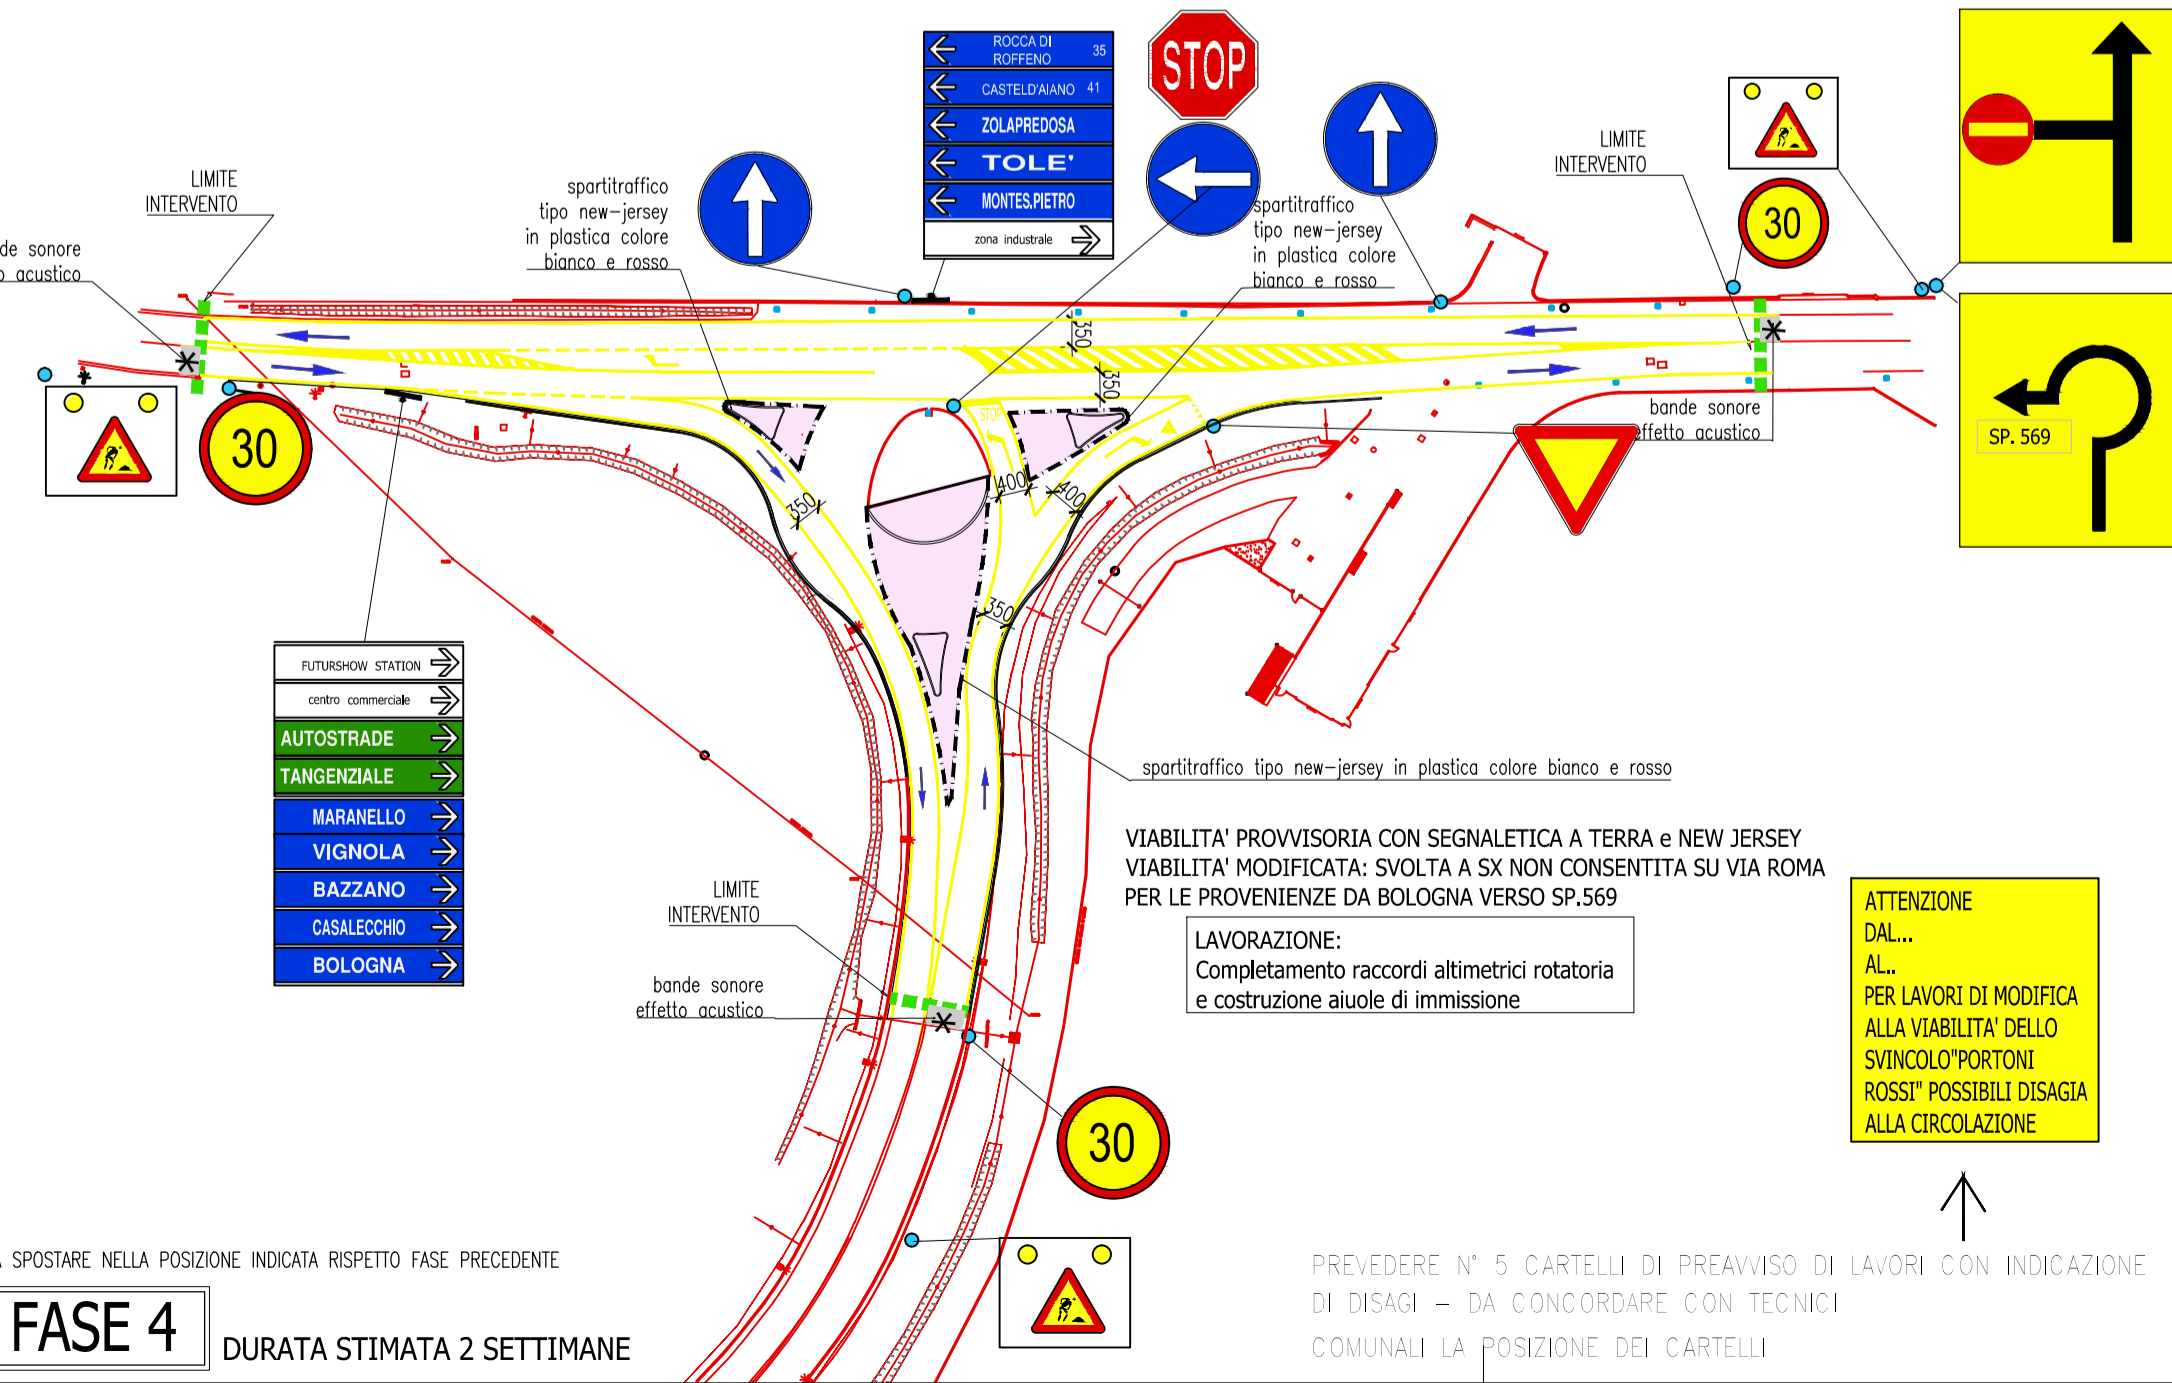 ROCCA DI
ROFFENO 35
CASTELD'AIANO 41
ZOLAPREDOSA
TOLE'
MONTES.PIETRO
zona industrale
STOP
LIMITE
INTERVENTO
de sonore
o acustico
spartitraffico
tipo new-jersey
in plastica colore
bianco e rosso
spartitraffico
tipo new-jersey
in plastica colore
bianco e rosso
LIMITE
INTERVENTO
30
350
350
STOP
bande sonore
effetto acustico
SP. 569
30
400
400
350
350
FUTURSHOW STATION
centro commerciale
AUTOSTRADE
TANGENZIALE
MARANELLO
VIGNOLA
BAZZANO
CASALECCHIO
BOLOGNA
spartitraffico tipo new-jersey in plastica colore bianco e rosso
VIABILITA' PROVVISORIA CON SEGNALETICA A TERRA e NEW JERSEY
VIABILITA' MODIFICATA: SVOLTA A SX NON CONSENTITA SU VIA ROMA
PER LE PROVENIENZE DA BOLOGNA VERSO SP.569
LAVORAZIONE:
Completamento raccordi altimetrici rotatoria
e costruzione aiuole di immissione
LIMITE
INTERVENTO
bande sonore
effetto acustico
30
ATTENZIONE
DAL...
AL..
PER LAVORI DI MODIFICA
ALLA VIABILITA' DELLO
SVINCOLO"PORTONI
ROSSI" POSSIBILI DISAGIA
ALLA CIRCOLAZIONE
A SPOSTARE NELLA POSIZIONE INDICATA RISPETTO FASE PRECEDENTE
FASE 4
DURATA STIMATA 2 SETTIMANE
PREVEDERE N° 5 CARTELLI DI PREAVVISO DI LAVORI CON INDICAZIONE
DI DISAGI – DA CONCORDARE CON TECNICI
COMUNALI LA POSIZIONE DEI CARTELLI